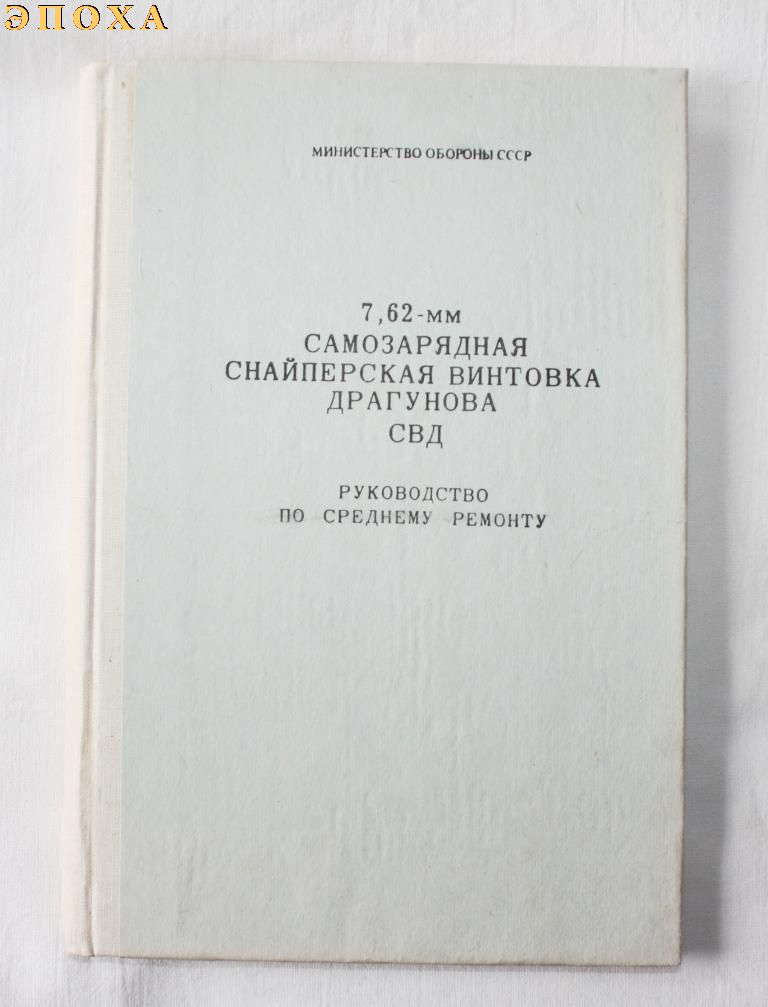 ЭПОХА
МИНИСТЕРСТВО ОБОРОНЫ СССР
7,62-мм
САМОЗАРЯДНАЯ
СНАЙПЕРСКАЯ ВИНТОВКА
ДРАГУНОВА
СВД
РУКОВОДСТВО
ПО СРЕДНЕМУ РЕМОНТУ